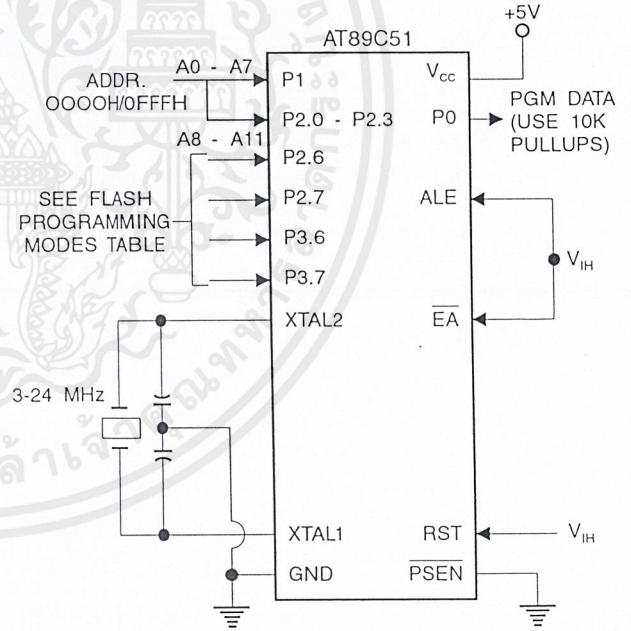 +5V
AT89C51
A0 - A7
ADDR.
OOOOH/0FFFH
P1
VCC
P2.0 - P2.3
P0
PGM DATA
(USE 10K
PULLUPS)
A8 - A11
P2.6
SEE FLASH
PROGRAMMING
MODES TABLE
P2.7
ALE
P3.6
P3.7
VIH
XTAL2
EA
3-24 MHz
XTAL1
RST
VIH
GND
PSEN